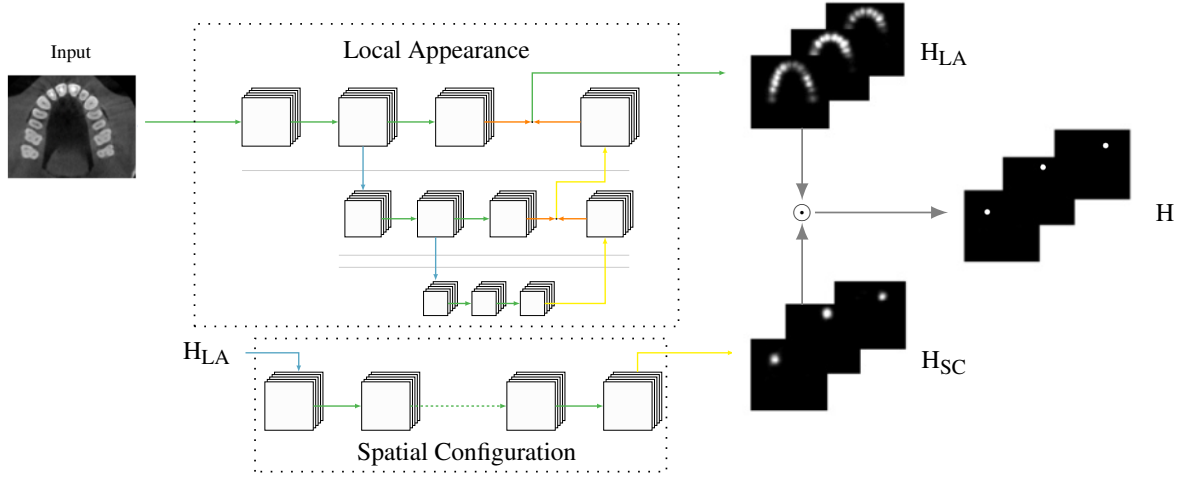 Input
Local Appearance
H_LA
H
H_LA
H_SC
Spatial Configuration